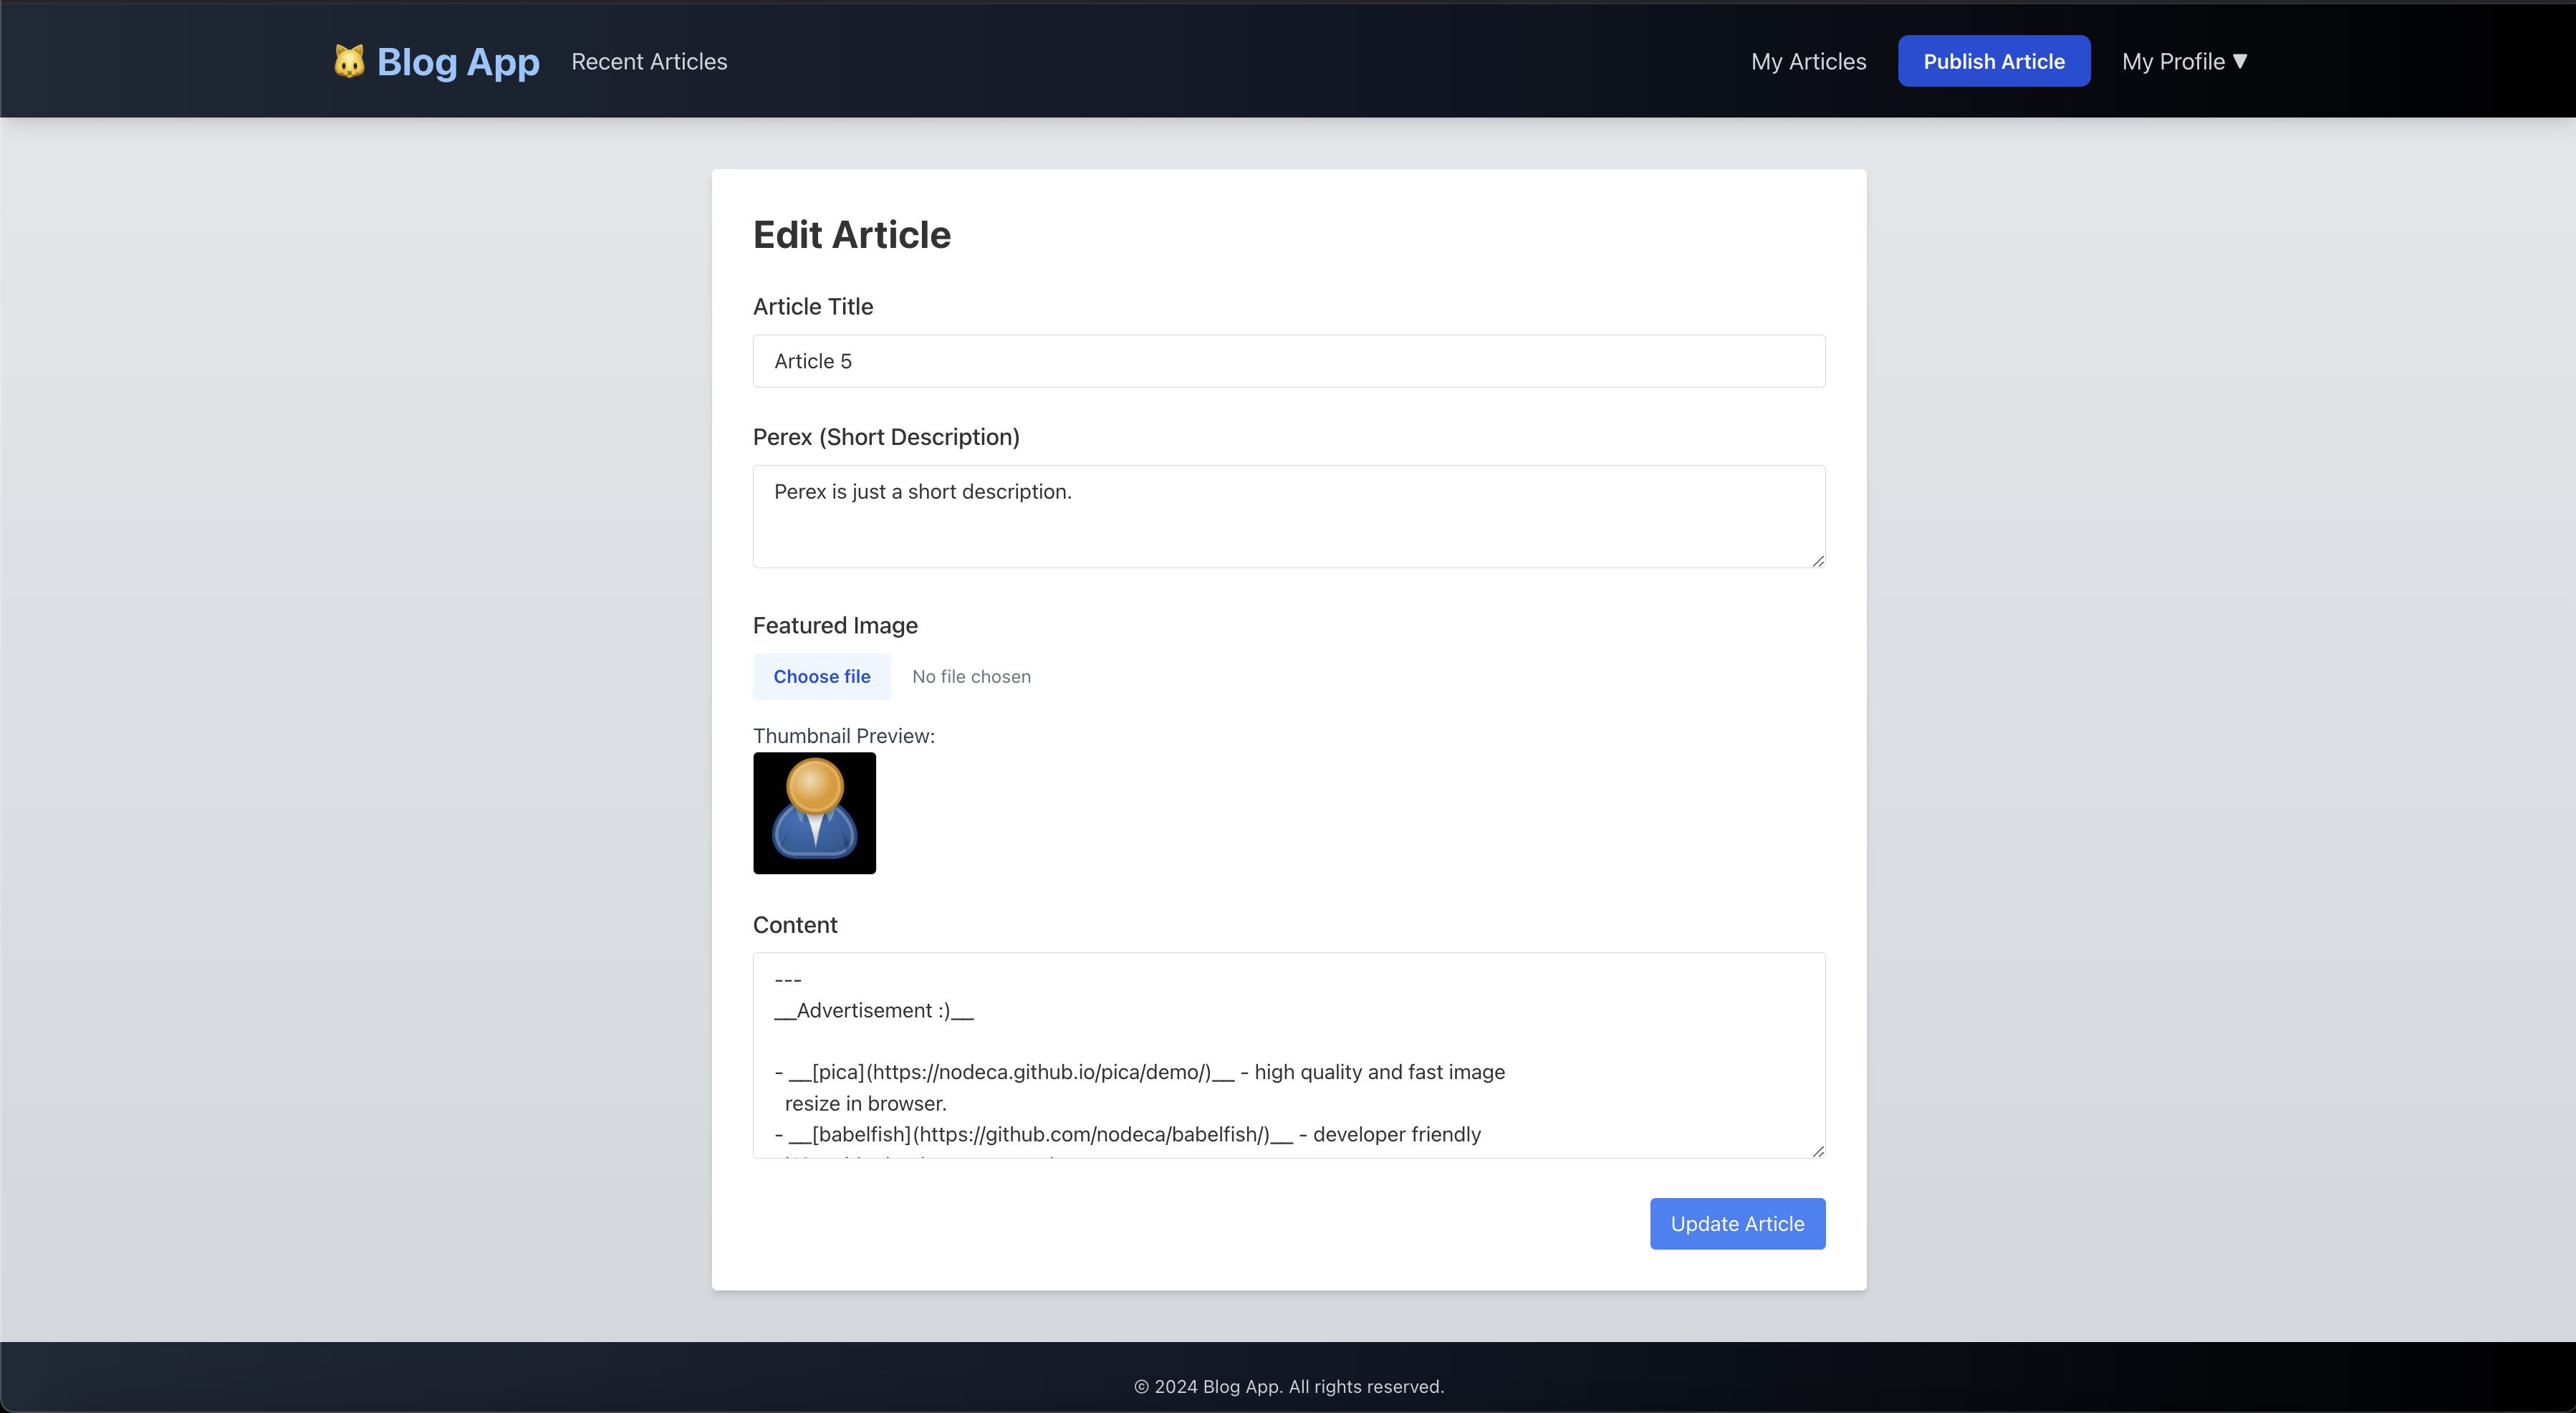 🐱 Blog App
Recent Articles
My Articles
Publish Article
My Profile ▼
Edit Article
Article Title
Article 5
Perex (Short Description)
Perex is just a short description.
Featured Image
Choose file
No file chosen
Thumbnail Preview:
Content
---
__Advertisement :)__
- __[pica](https://nodeca.github.io/pica/demo/)__ - high quality and fast image
resize in browser.
- __[babelfish](https://github.com/nodeca/babelfish/)__ - developer friendly
Update Article
© 2024 Blog App. All rights reserved.